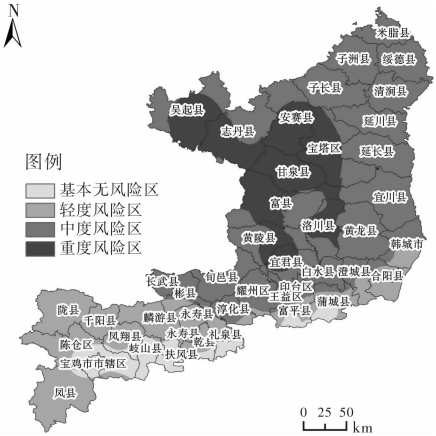 N
米脂县
子洲县
绥德县
子长县
清涧县
吴起县
志丹县
安赛县
延川县
宝塔区
延长县
甘泉县
宜川县
富县
洛川县
黄陵县
黄龙县
韩城市
宜君县
白水县
澄城县
合阳县
长武县
旬邑县
彬县
耀州区
印台区
王益区
蒲城县
富平县
淳化县
陇县
千阳县
麟游县
永寿县
凤翔县
永寿县
礼泉县
陈仓区
岐山县
乾县
扶风县
宝鸡市市辖区
凤县
图例
基本无风险区
轻度风险区
中度风险区
重度风险区
0 25 50
km